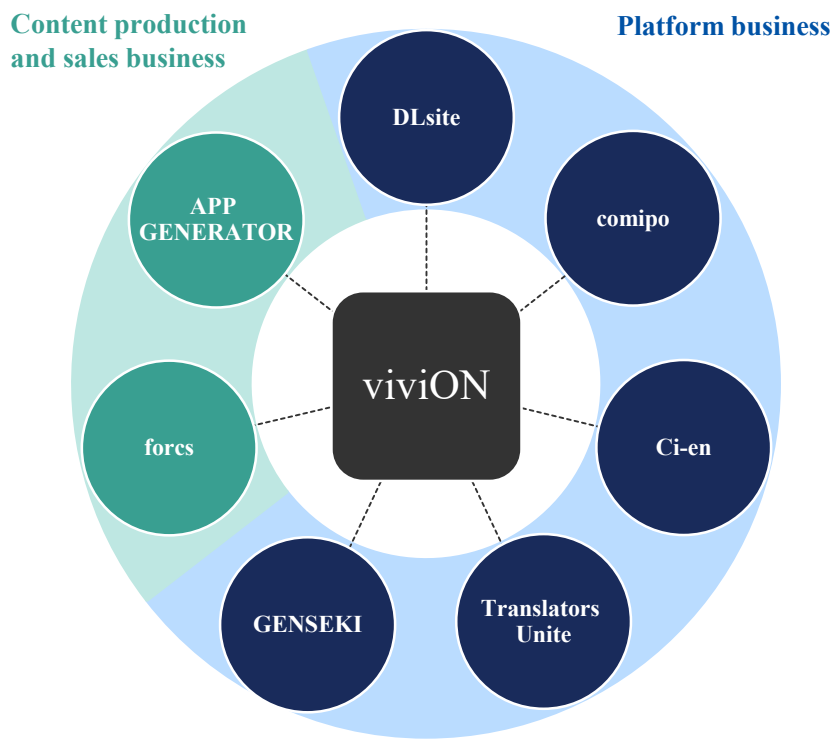 Content production
and sales business
Platform business
DLsite
comipo
Ci-en
Translators
Unite
GENSEKI
forcs
APP
GENERATOR
viviON